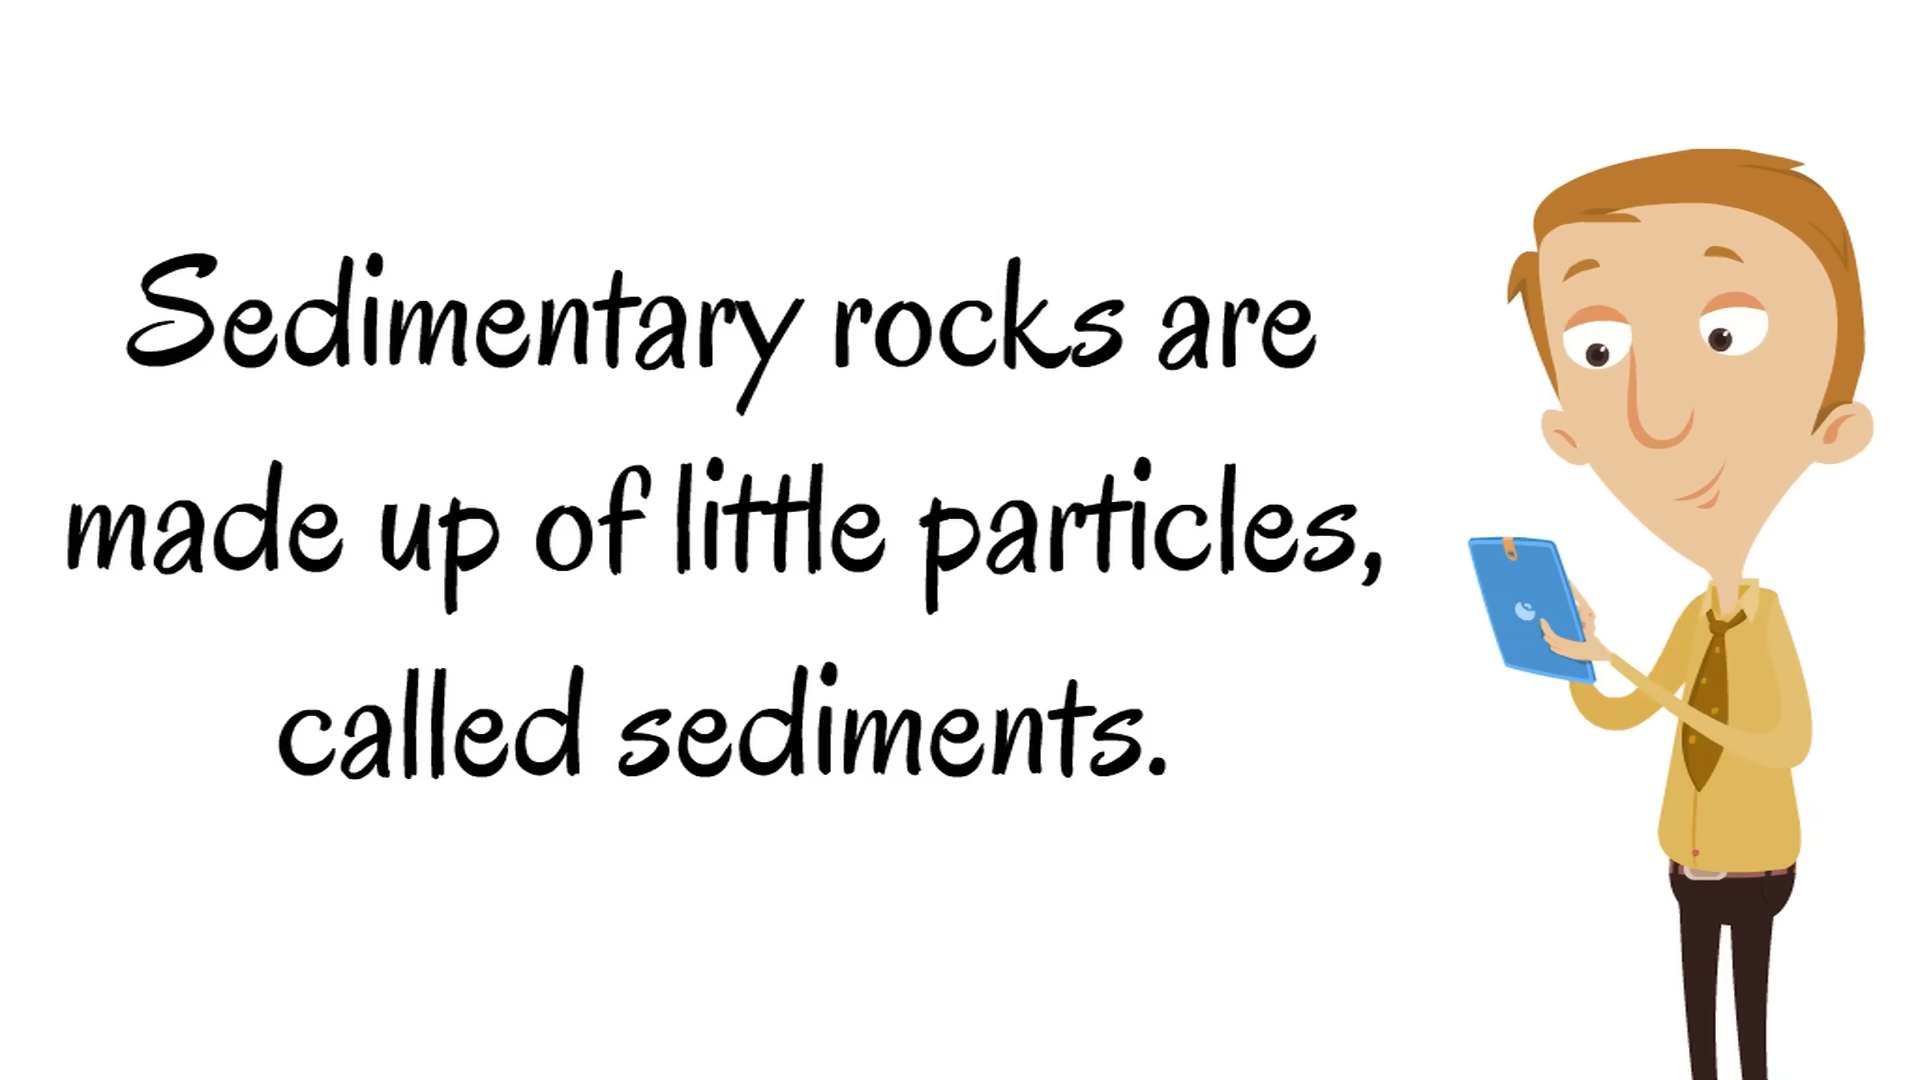 Sedimentary rocks are
made up of little particles,
called sediments.